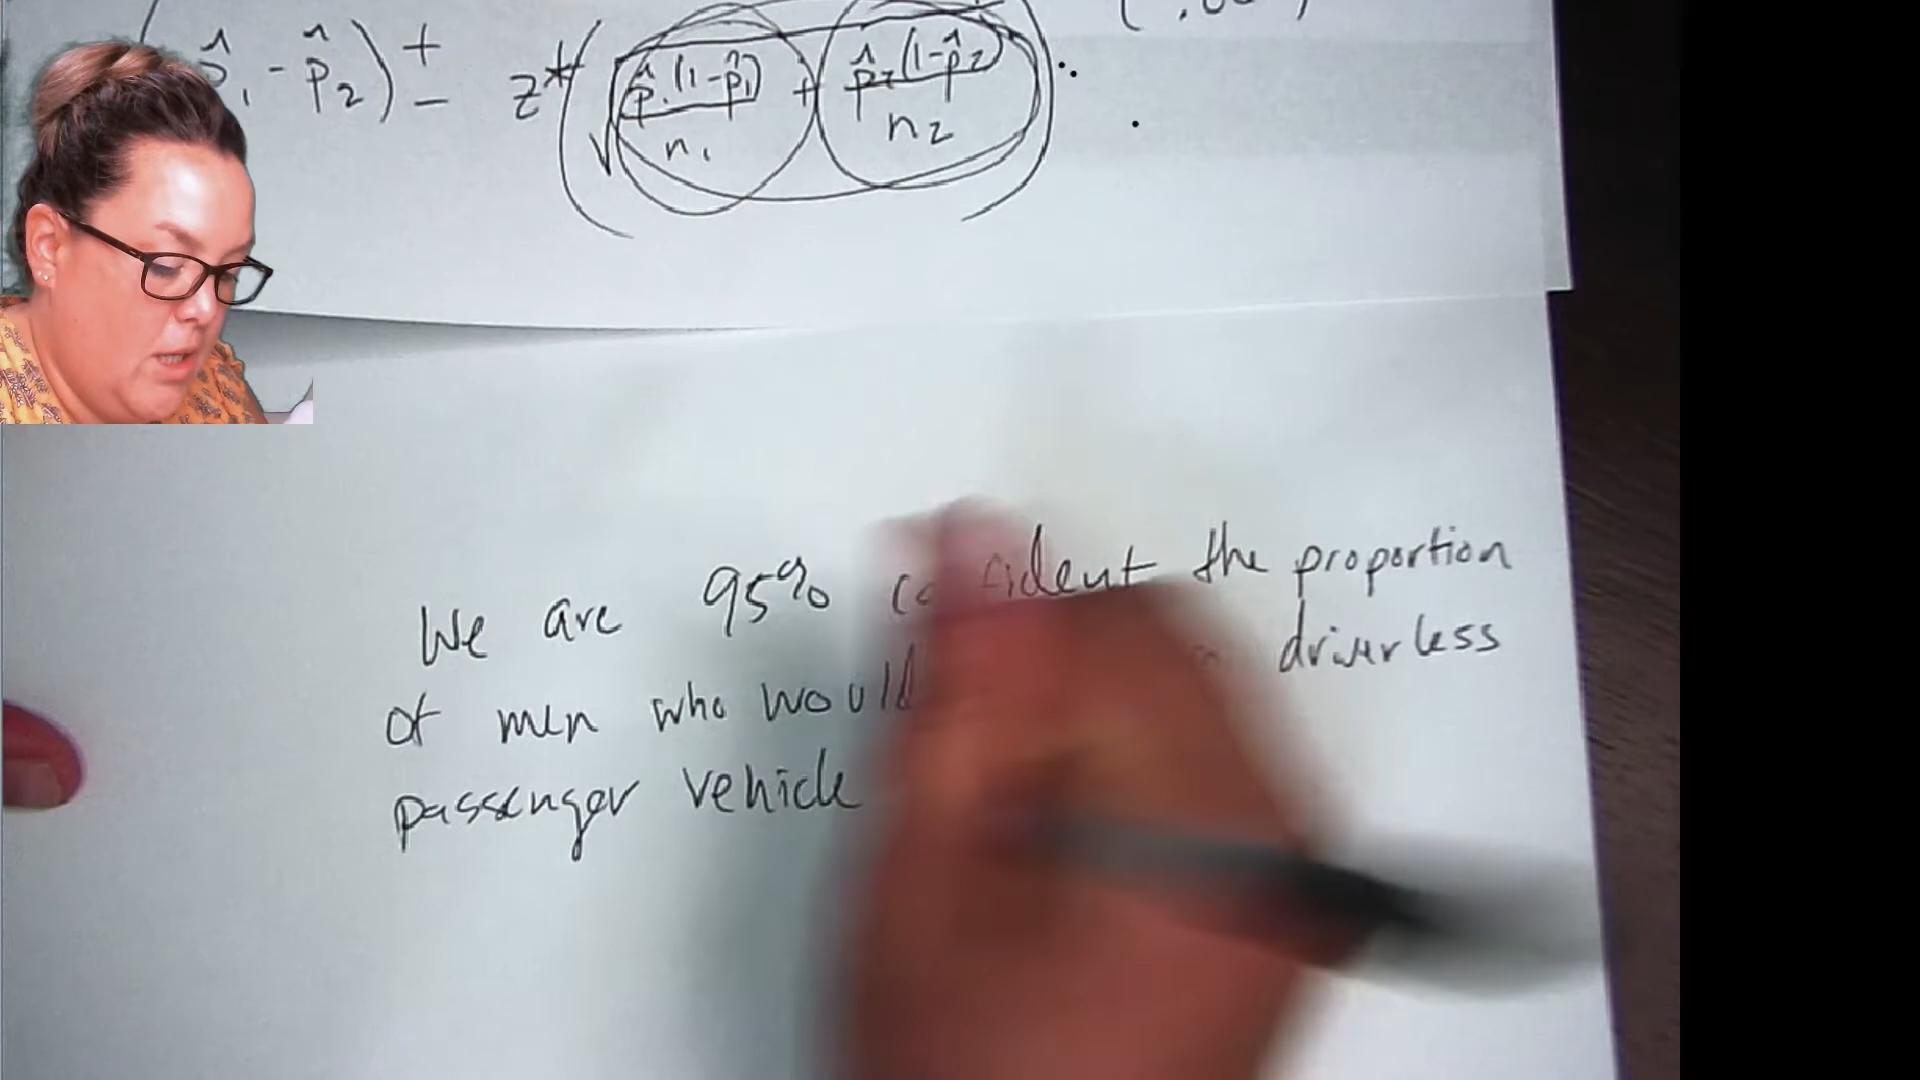 p̂₁ - p̂₂) ± z* √ p̂₁(1-p̂₁) / n₁ + p̂₂(1-p̂₂) / n₂
We are 95% confident the proportion
of men who would driverless
passenger vehicle